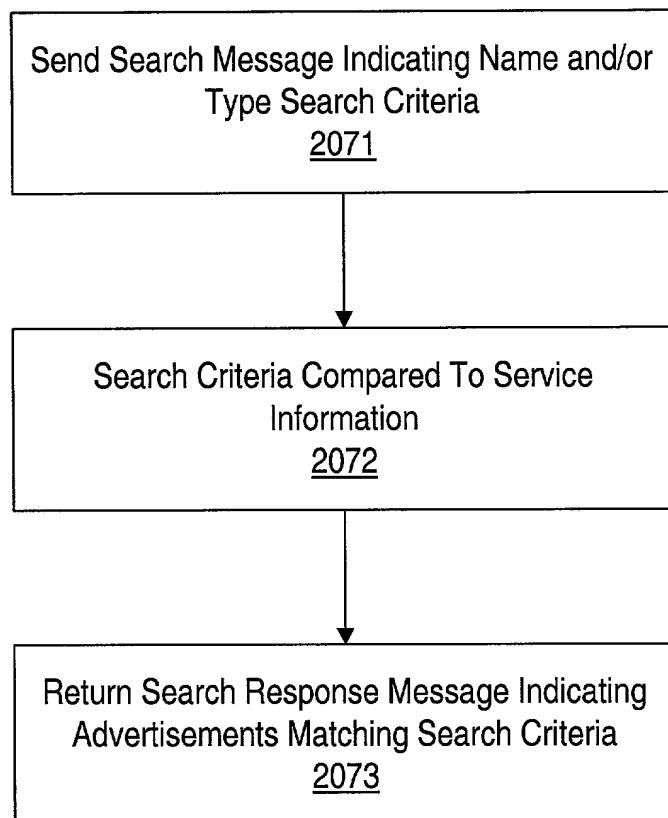 Send Search Message Indicating Name and/or
Type Search Criteria
2071
Search Criteria Compared To Service
Information
2072
Return Search Response Message Indicating
Advertisements Matching Search Criteria
2073